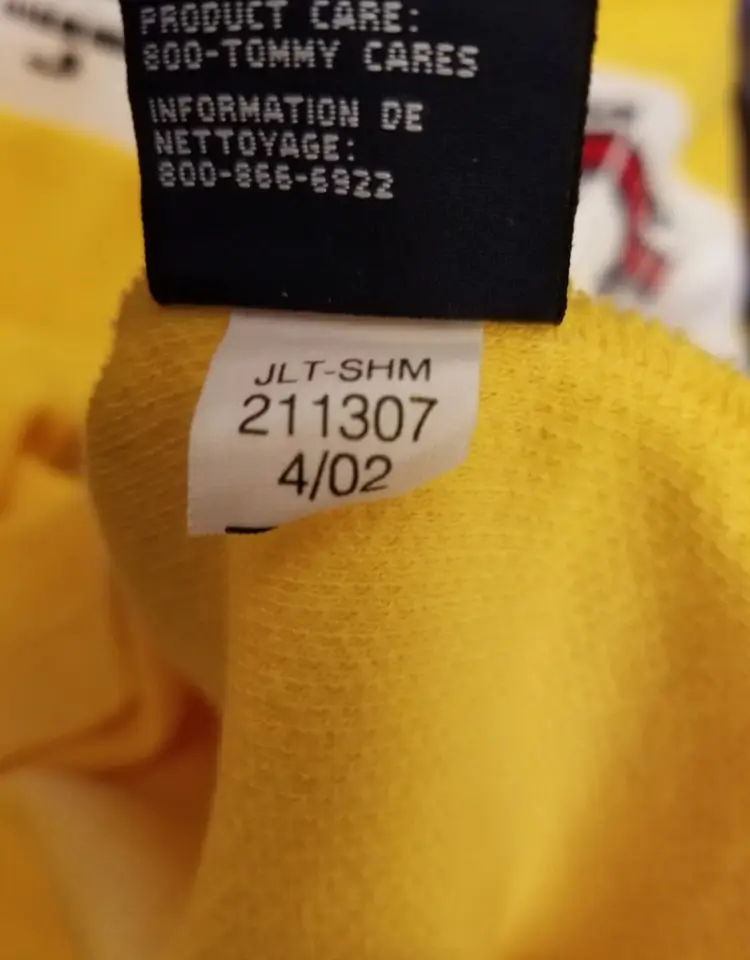 PRODUCT CARE:
800-TOMMY CARES
INFORMATION DE
NETTOYAGE:
800-866-6922
JLT-SHM
211307
4/02